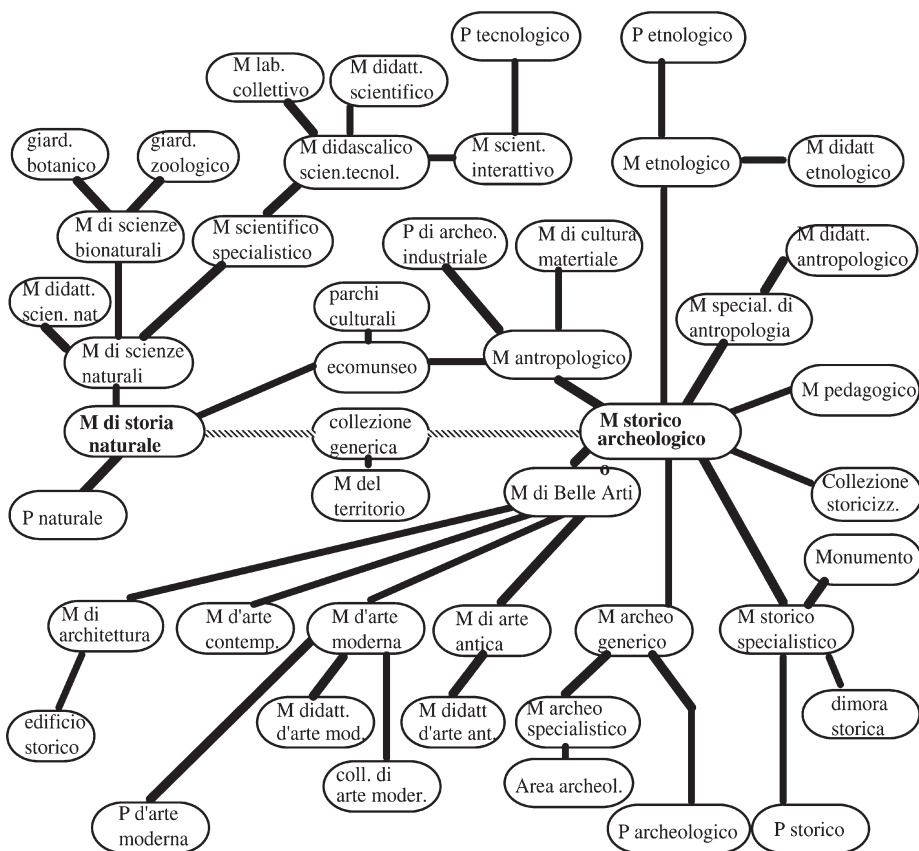 P tecnologico
P etnologico
M lab.
collettivo
M didatt.
scientifico
giard.
botanico
giard.
zoologico
M didascalico
scien.tecnol.
M scient.
interattivo
M etnologico
M didatt
etnologico
M di scienze
bionaturali
M scientifico
specialistico
P di archeo.
industriale
M di cultura
matertiale
M didatt.
antropologico
M didatt.
scien. nat
parchi
culturali
M special. di
antropologia
M di scienze
naturali
ecomunseo
M antropologico
M pedagogico
M di storia
naturale
collezione
generica
M storico
archeologico
o
M del
territorio
M di Belle Arti
Collezione
storicizz.
P naturale
Monumento
M di
architettura
M d'arte
contemp.
M d'arte
moderna
M di arte
antica
M archeo
generico
M storico
specialistico
edificio
storico
M didatt.
d'arte mod.
M didatt
d'arte ant.
M archeo
specialistico
dimora
storica
coll. di
arte moder.
Area archeol.
P d'arte
moderna
P archeologico
P storico